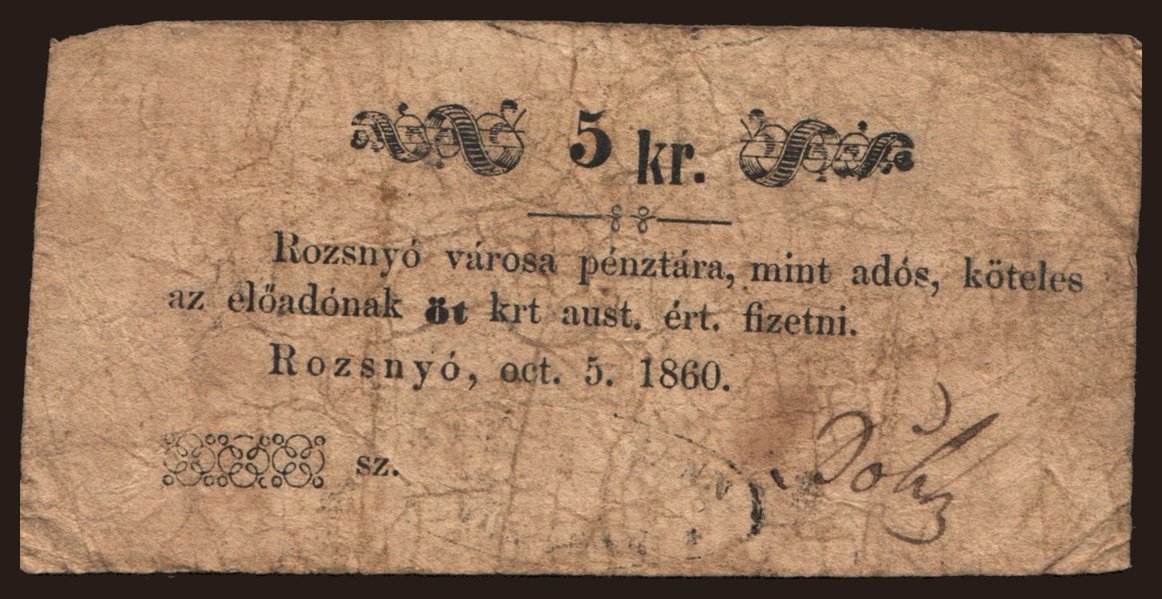 5 kr.
Rozsnyó városa pénztára, mint adós, köteles
az előadónak öt krt aust. ért. fizetni.
Rozsnyó, oct. 5. 1860.
sz.